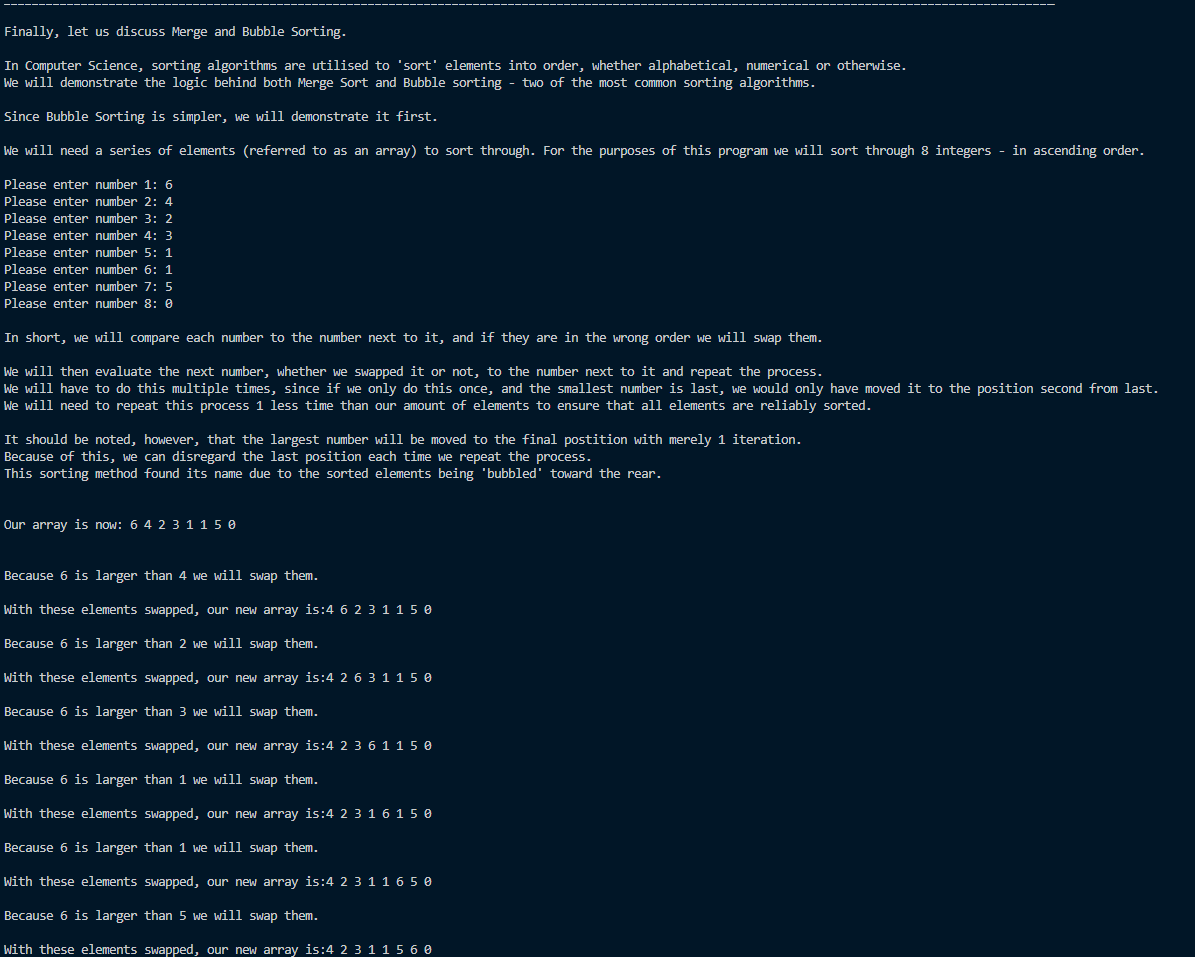 Finally, let us discuss Merge and Bubble Sorting.
In Computer Science, sorting algorithms are utilised to 'sort' elements into order, whether alphabetical, numerical or otherwise.
We will demonstrate the logic behind both Merge Sort and Bubble sorting - two of the most common sorting algorithms.
Since Bubble Sorting is simpler, we will demonstrate it first.
We will need a series of elements (referred to as an array) to sort through. For the purposes of this program we will sort through 8 integers - in ascending order.
Please enter number 1: 6
Please enter number 2: 4
Please enter number 3: 2
Please enter number 4: 3
Please enter number 5: 1
Please enter number 6: 1
Please enter number 7: 5
Please enter number 8: 0
In short, we will compare each number to the number next to it, and if they are in the wrong order we will swap them.
We will then evaluate the next number, whether we swapped it or not, to the number next to it and repeat the process.
We will have to do this multiple times, since if we only do this once, and the smallest number is last, we would only have moved it to the position second from last.
We will need to repeat this process 1 less time than our amount of elements to ensure that all elements are reliably sorted.
It should be noted, however, that the largest number will be moved to the final postition with merely 1 iteration.
Because of this, we can disregard the last position each time we repeat the process.
This sorting method found its name due to the sorted elements being 'bubbled' toward the rear.
Our array is now: 6 4 2 3 1 1 5 0
Because 6 is larger than 4 we will swap them.
With these elements swapped, our new array is:4 6 2 3 1 1 5 0
Because 6 is larger than 2 we will swap them.
With these elements swapped, our new array is:4 2 6 3 1 1 5 0
Because 6 is larger than 3 we will swap them.
With these elements swapped, our new array is:4 2 3 6 1 1 5 0
Because 6 is larger than 1 we will swap them.
With these elements swapped, our new array is:4 2 3 1 6 1 5 0
Because 6 is larger than 1 we will swap them.
With these elements swapped, our new array is:4 2 3 1 1 6 5 0
Because 6 is larger than 5 we will swap them.
With these elements swapped, our new array is:4 2 3 1 1 5 6 0